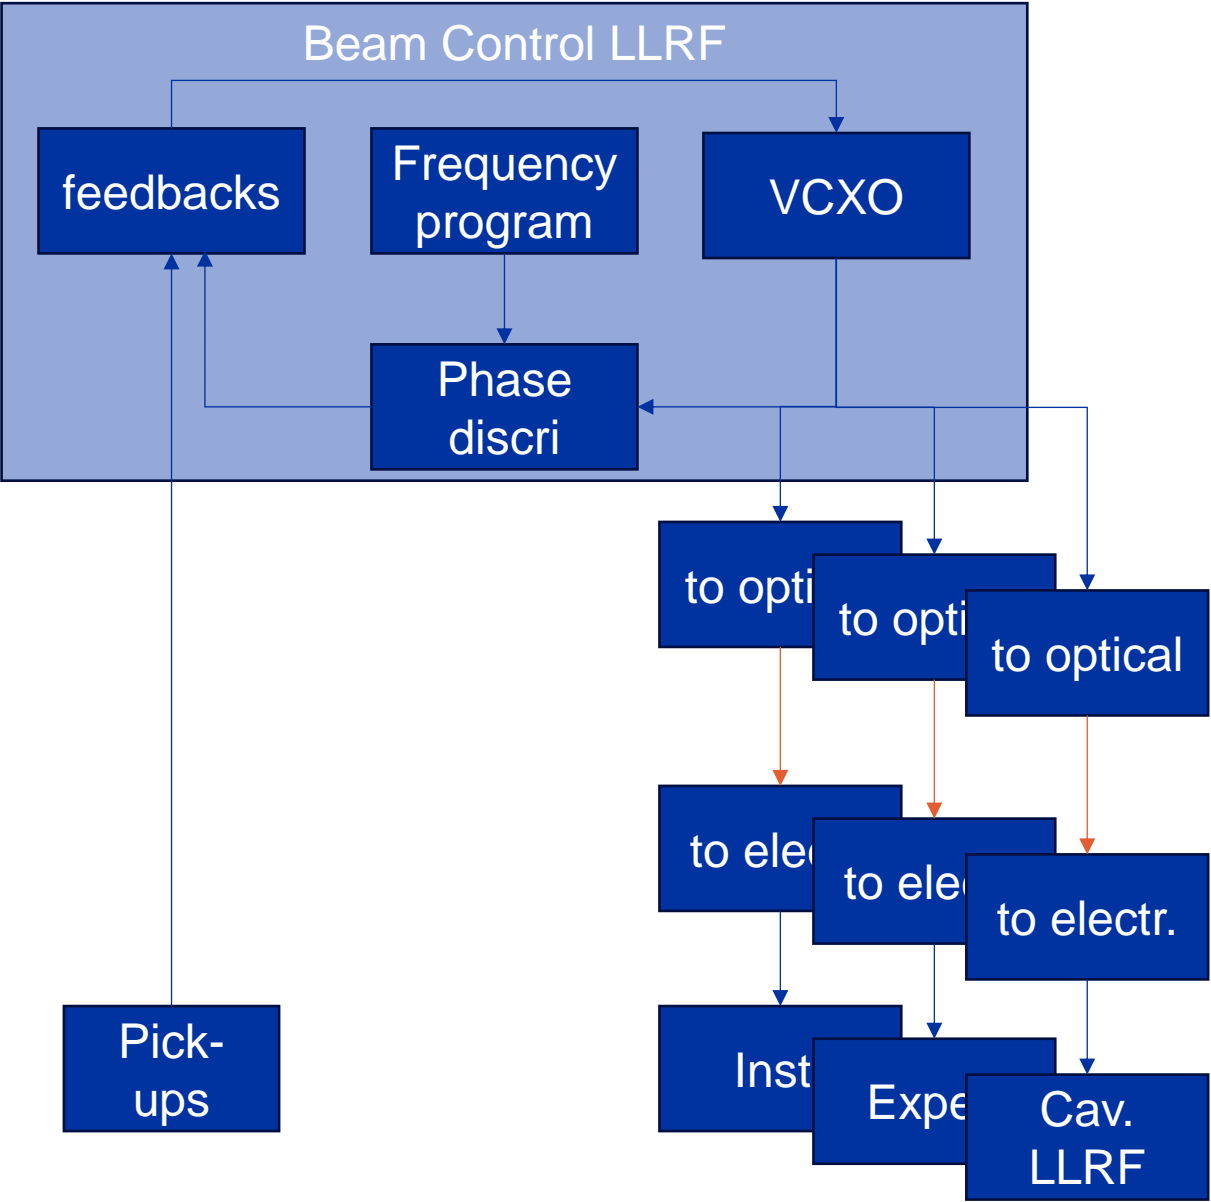 Beam Control LLRF
feedbacks
Frequency
program
VCXO
Phase
discri
to opti
to opti
to optical
to elec
to elec
to electr.
Pick-
ups
Inst
Expe
Cav.
LLRF